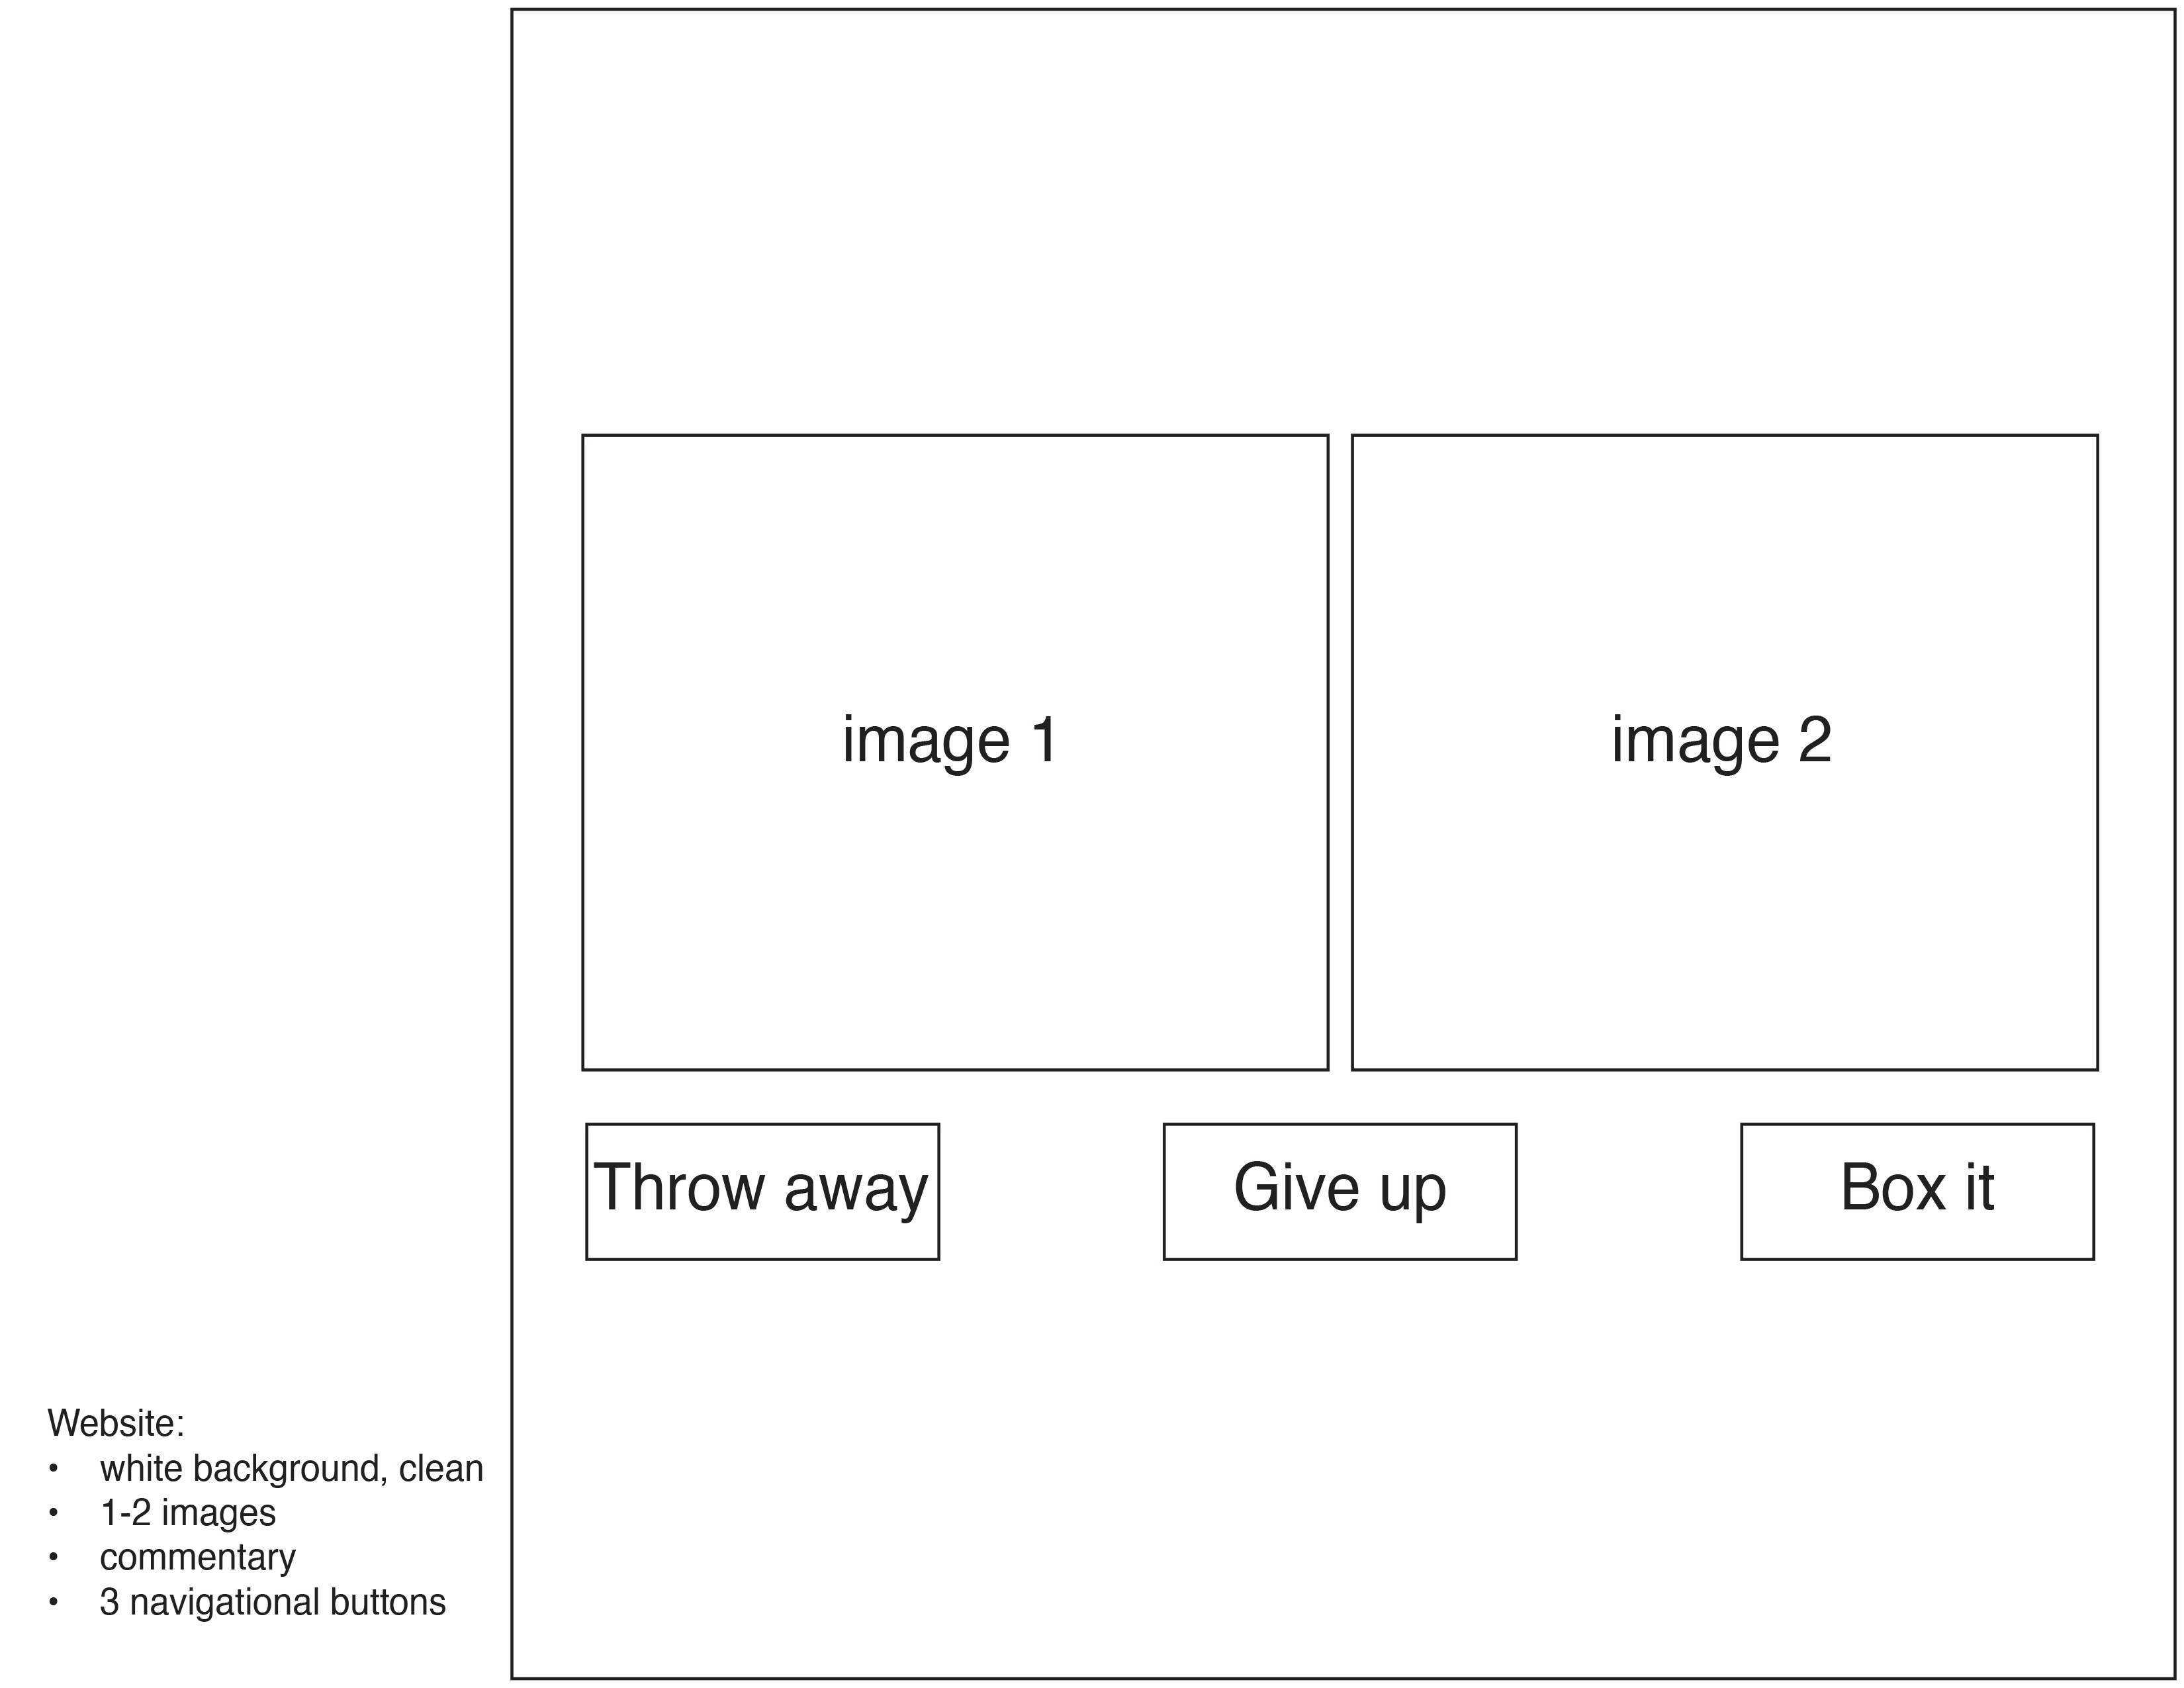 image 1
image 2
Throw away
Give up
Box it
Website:
• white background, clean
• 1-2 images
• commentary
• 3 navigational buttons